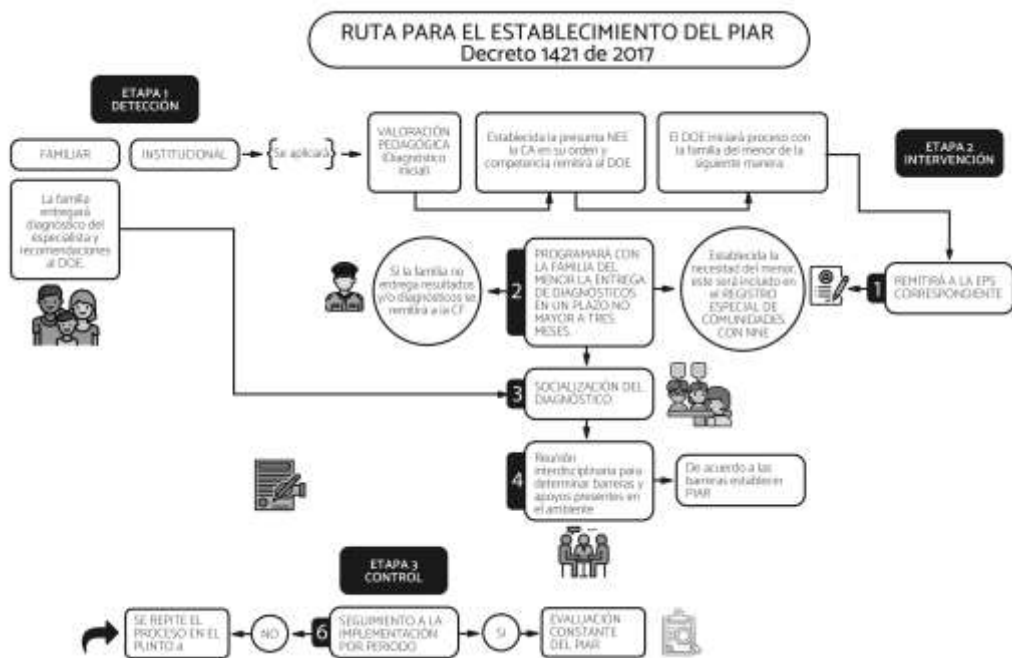 RUTA PARA EL ESTABLECIMIENTO DEL PIAR
Decreto 1421 de 2017
ETAPA 1
DETECCIÓN
FAMILIAR
INSTITUCIONAL
Se aplicará
VALORACIÓN
PEDAGÓGICA
(Diagnóstico
inicial)
Establecida la presunta NEE
la CA en su orden y
competencia remitirá al DOE
El DOE iniciará proceso con
la familia del menor de la
siguiente manera:
ETAPA 2
INTERVENCIÓN
La familia
entregará
diagnóstico del
especialista y
recomendaciones
al DOE.
Si la familia no
entrega resultados
y/o diagnósticos se
remitirá a la CF
2
PROGRAMARÁ CON
LA FAMILIA DEL
MENOR LA ENTREGA
DE DIAGNÓSTICOS
EN UN PLAZO NO
MAYOR A TRES
MESES.
Establecida la
necesidad del menor,
este será incluido en
el REGISTRO
ESPECIAL DE
COMUNIDADES
CON NNE
1
REMITIRÁ A LA EPS
CORRESPONDIENTE
3
SOCIALIZACIÓN DEL
DIAGNÓSTICO
4
Reunión
interdisciplinaria para
determinar barreras y
apoyos presentes en
el ambiente
De acuerdo a las
barreras establecer
PIAR
ETAPA 3
CONTROL
SE REPITE EL
PROCESO EN EL
PUNTO 4
NO
6
SEGUIMIENTO A LA
IMPLEMENTACIÓN
POR PERIODO
SI
EVALUACIÓN
CONSTANTE
DEL PIAR